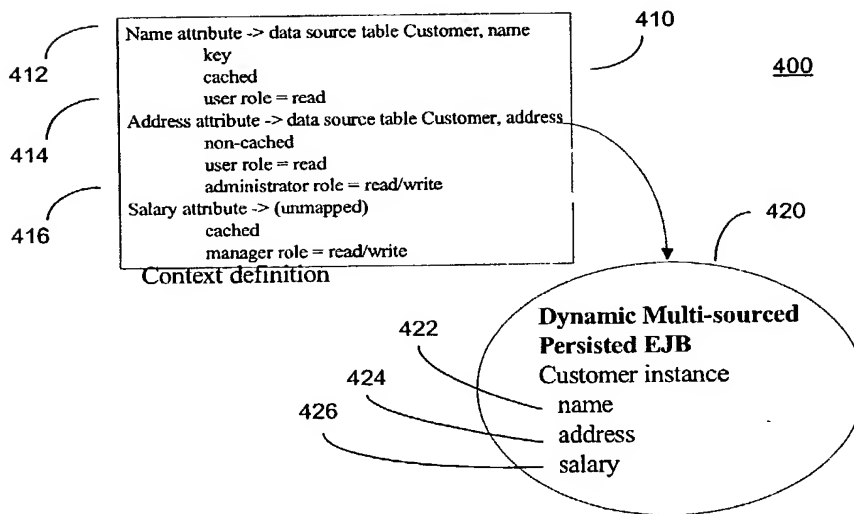 Name attribute -> data source table Customer, name
key
cached
user role = read
Address attribute -> data source table Customer, address
non-cached
user role = read
administrator role = read/write
Salary attribute -> (unmapped)
cached
manager role = read/write
Context definition
410
400
412
414
416
420
Dynamic Multi-sourced
Persisted EJB
Customer instance
name
address
salary
422
424
426